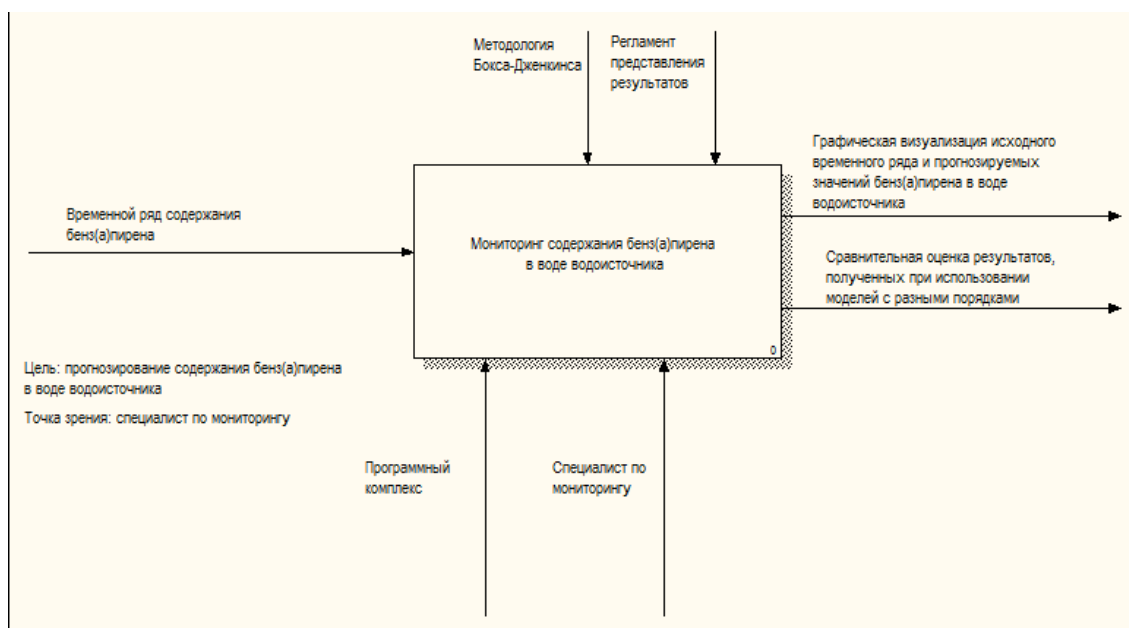 Методология
Бокса-Дженкинса
Регламент
представления
результатов
Графическая визуализация исходного
временного ряда и прогнозируемых
значений бенз(а)пирена в воде
водоисточника
Временной ряд содержания
бенз(а)пирена
Мониторинг содержания бенз(а)пирена
в воде водоисточника
0
Сравнительная оценка результатов,
полученных при использовании
моделей с разными порядками
Цель: прогнозирование содержания бенз(а)пирена
в воде водоисточника
Точка зрения: специалист по мониторингу
Программный
комплекс
Специалист по
мониторингу